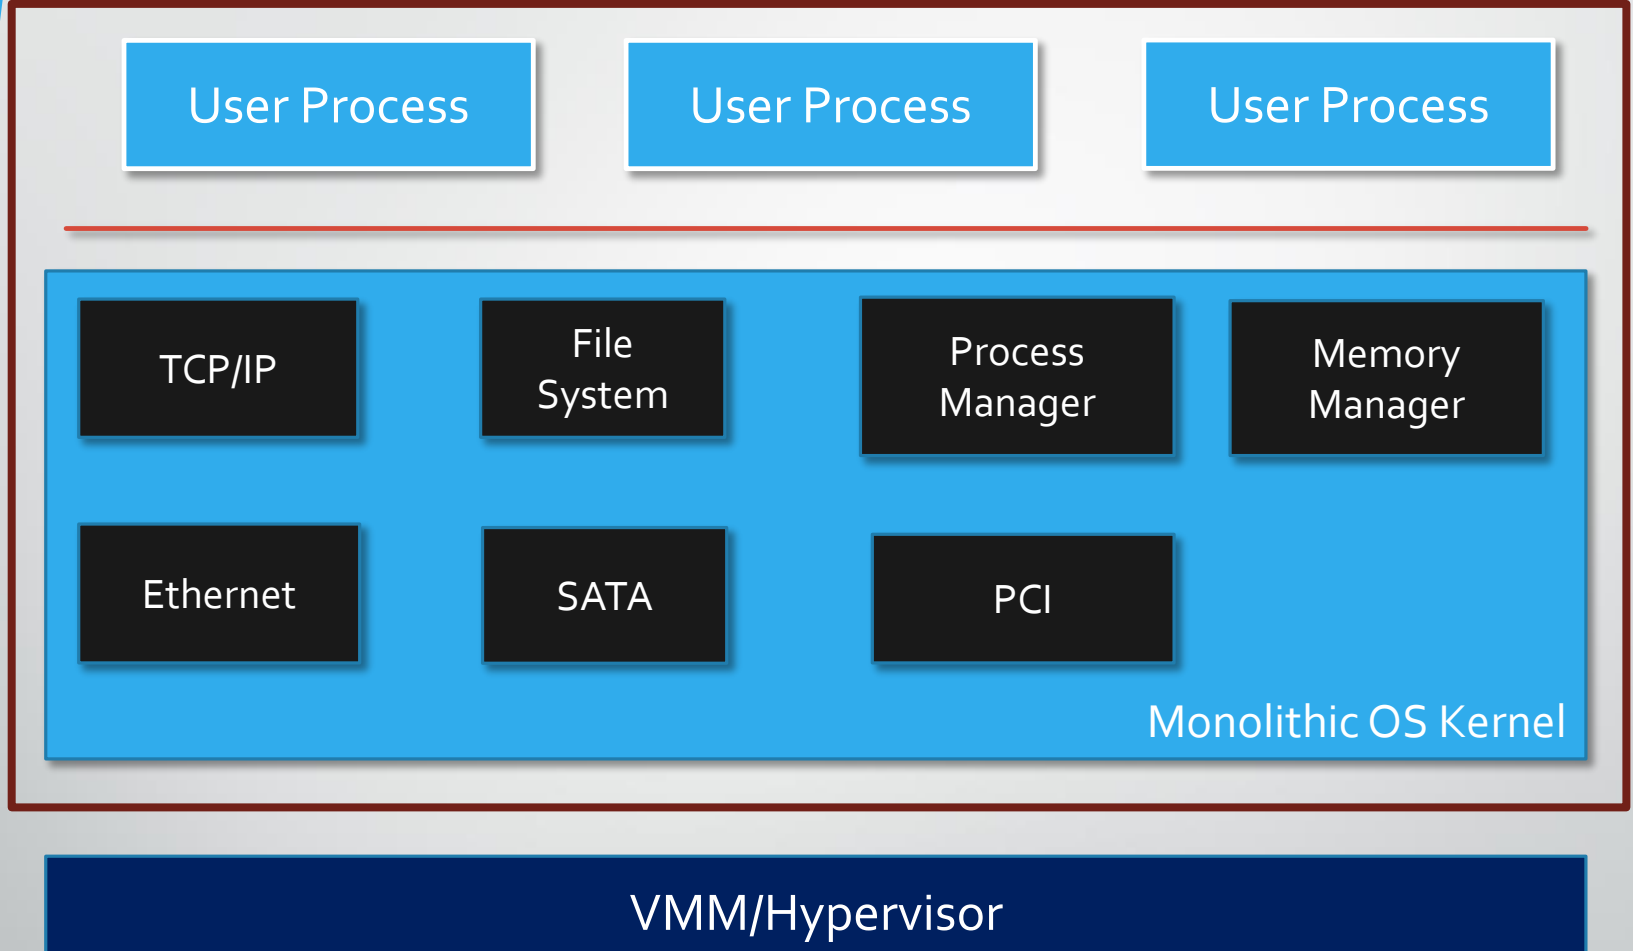 User Process
User Process
User Process
TCP/IP
File
System
Process
Manager
Memory
Manager
Ethernet
SATA
PCI
Monolithic OS Kernel
VMM/Hypervisor